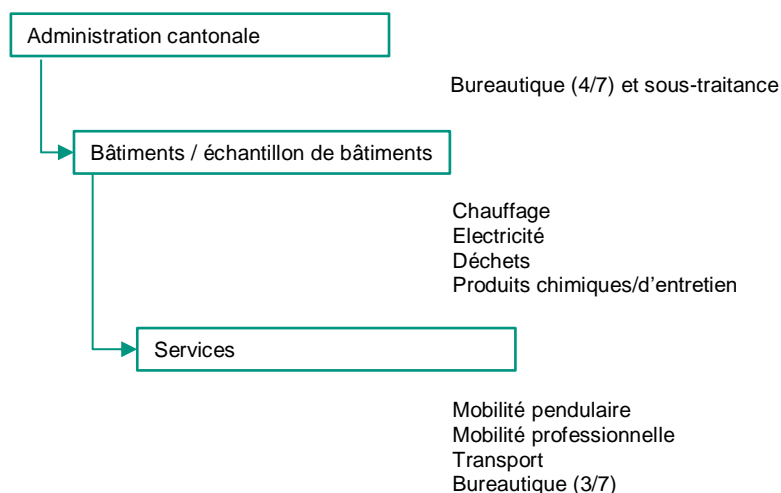 Administration cantonale
Bureautique (4/7) et sous-traitance
Bâtiments / échantillon de bâtiments
Chauffage
Electricité
Déchets
Produits chimiques/d'entretien
Services
Mobilité pendulaire
Mobilité professionnelle
Transport
Bureautique (3/7)